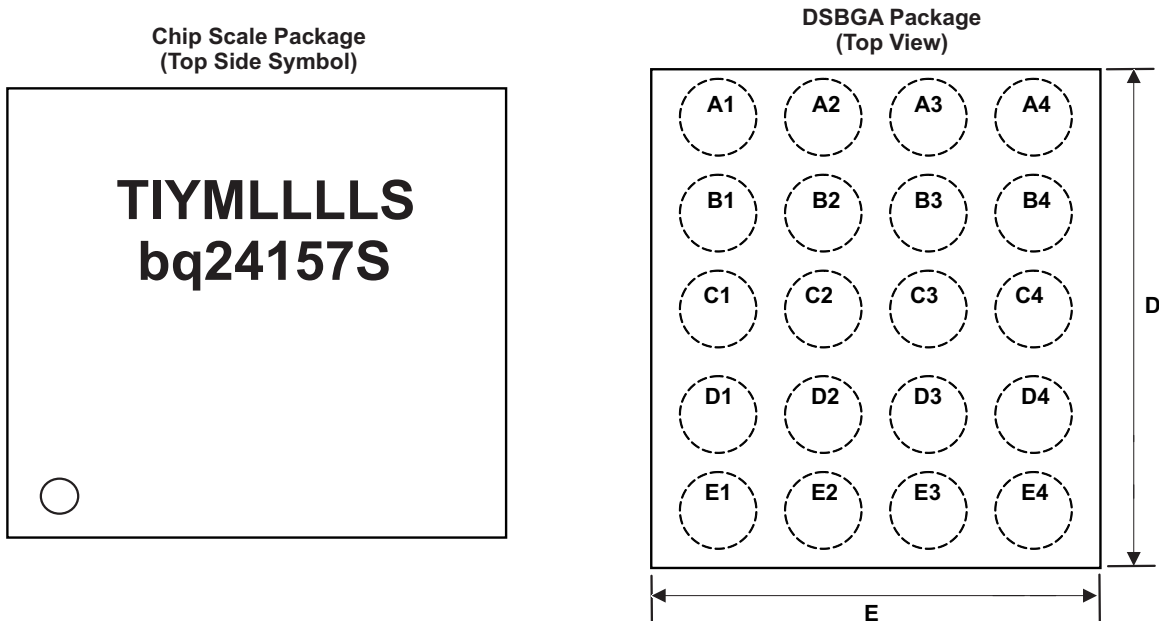 Chip Scale Package
(Top Side Symbol)
TIYMLLLLS
bq24157S
DSBGA Package
(Top View)
A1 A2 A3 A4
B1 B2 B3 B4
C1 C2 C3 C4
D
D1 D2 D3 D4
E1 E2 E3 E4
E